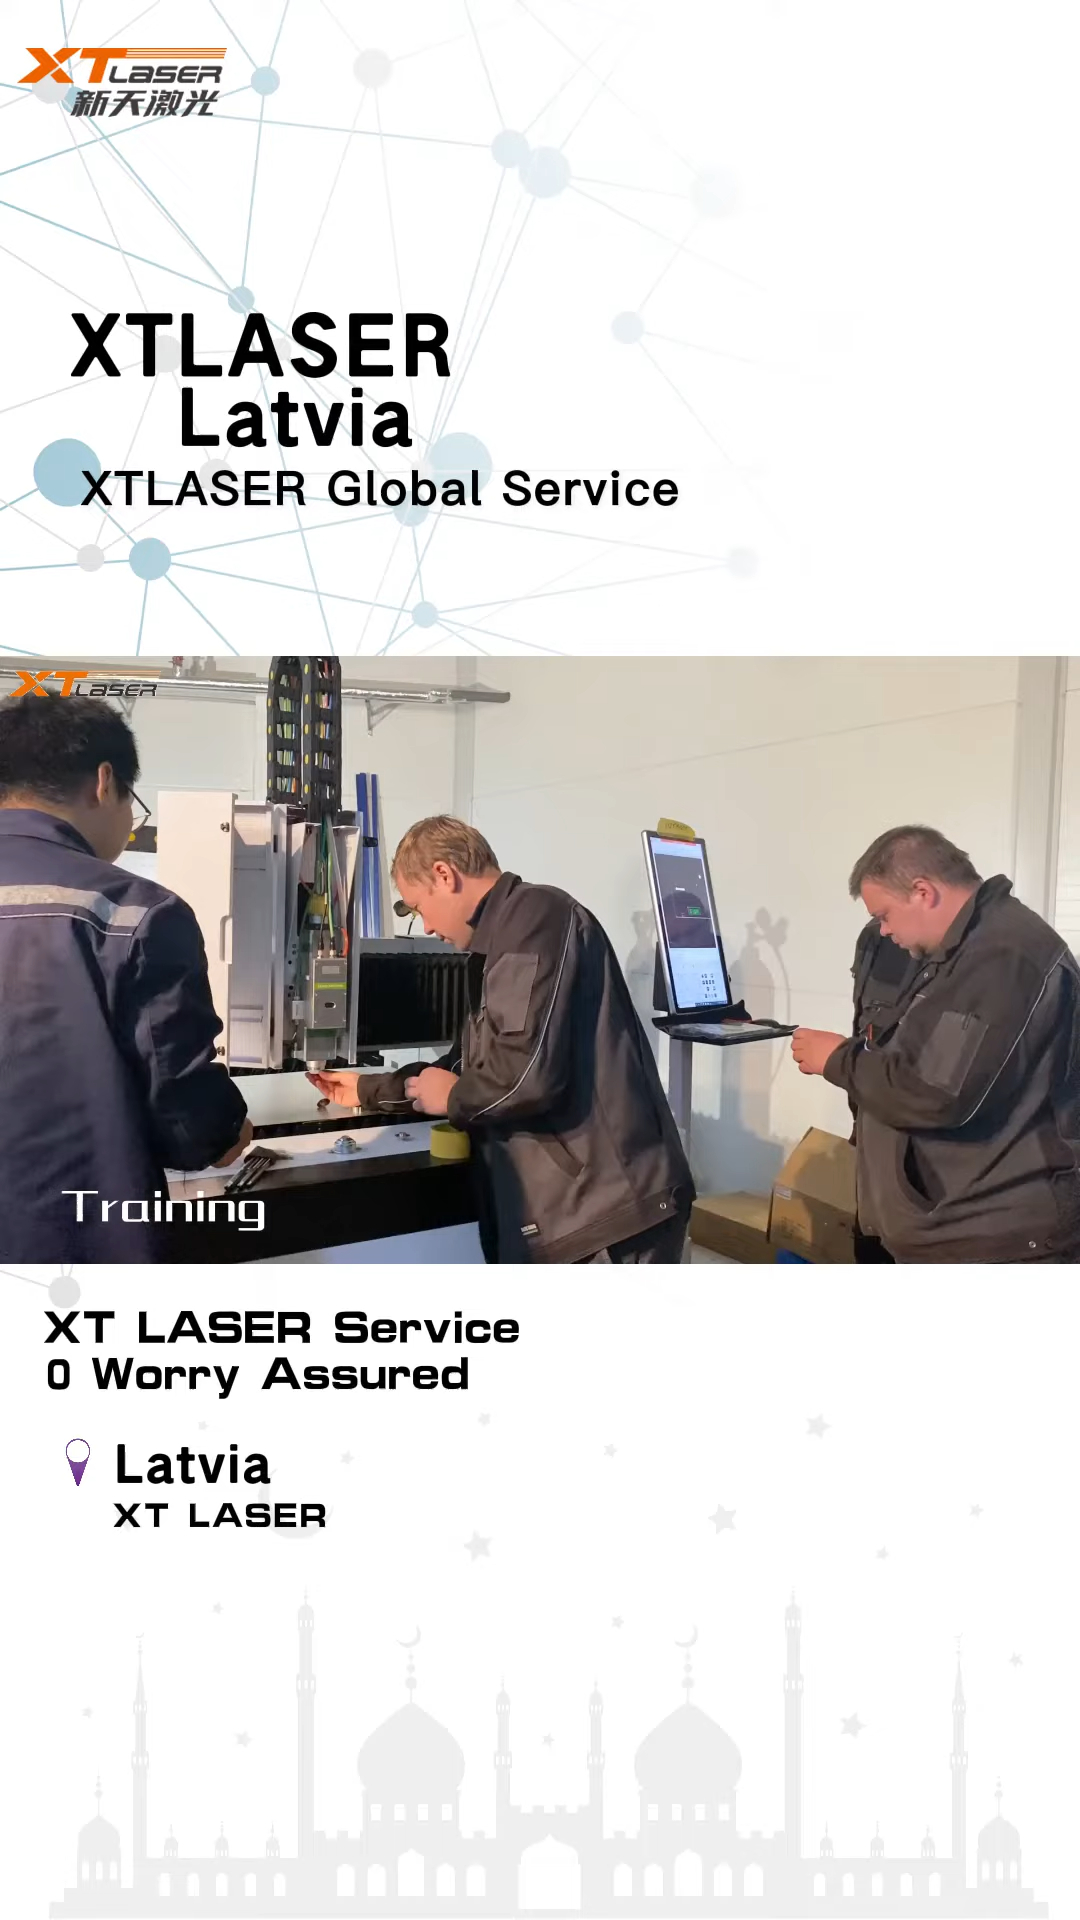 XTLASER
新天激光
XTLASER
Latvia
XTLASER Global Service
XTLASER
Training
XT LASER Service
0 Worry Assured
Latvia
XT LASER